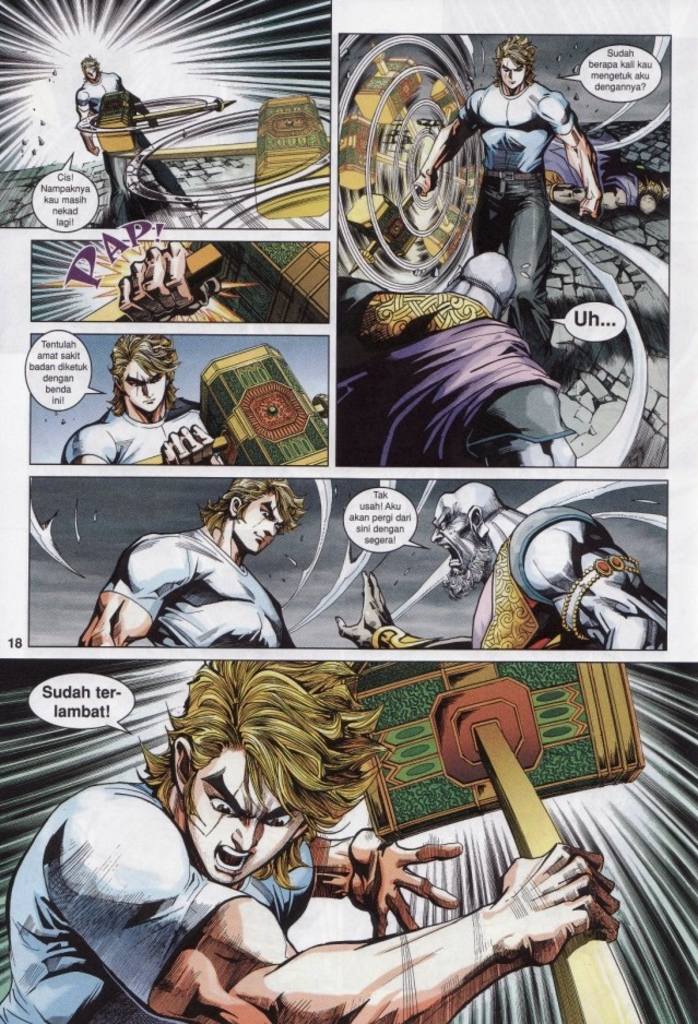 Cis!
Nampaknya
kau masih
nekad
lagi!
Sudah
berapa kali kau
mengetuk aku
dengannya?
Uh...
PAP!
Tentulah
amat sakit
badan diketuk
dengan
benda
ini!
Tak
usah! Aku
akan pergi dari
sini dengan
segera!
18
Sudah ter-
lambat!